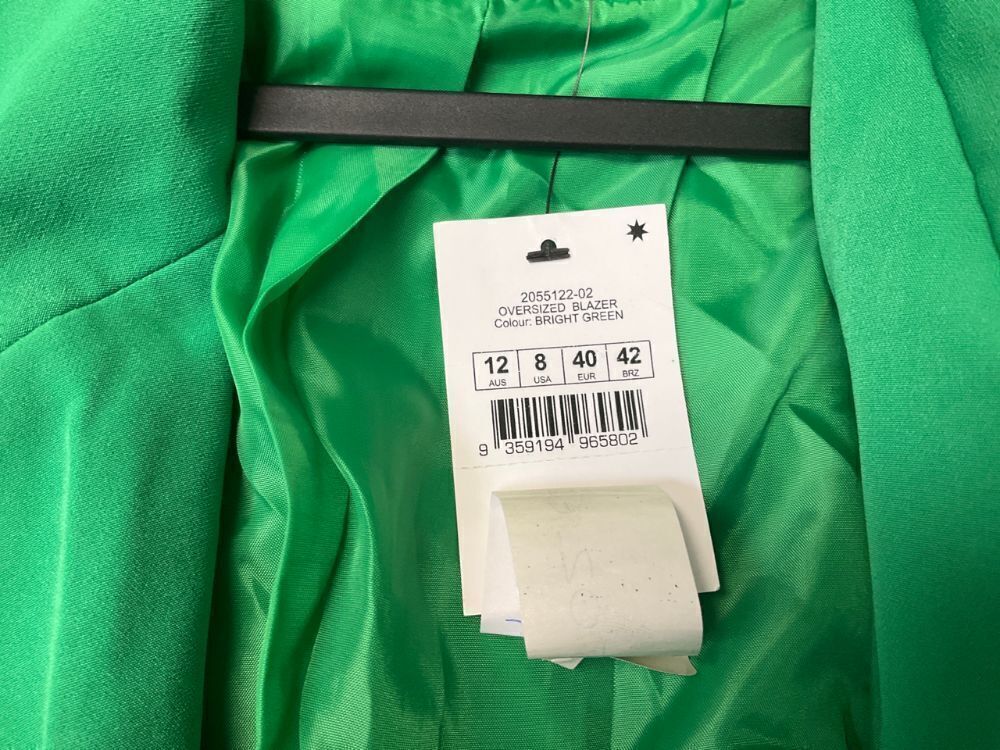 2055122-02
OVERSIZED BLAZER
Colour: BRIGHT GREEN
12 8 40 42
AUS USA EUR BRZ
9 359194 965802